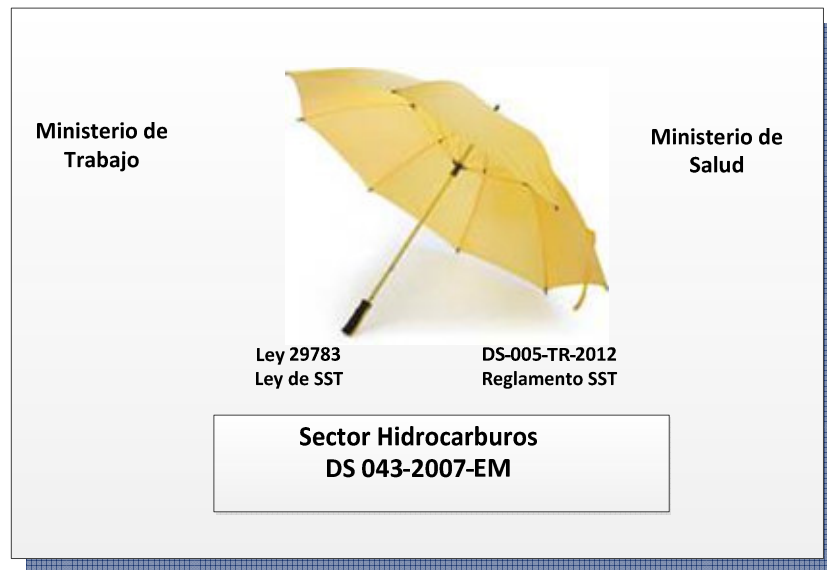 Ministerio de
Trabajo
Ministerio de
Salud
Ley 29783
Ley de SST
DS-005-TR-2012
Reglamento SST
Sector Hidrocarburos
DS 043-2007-EM